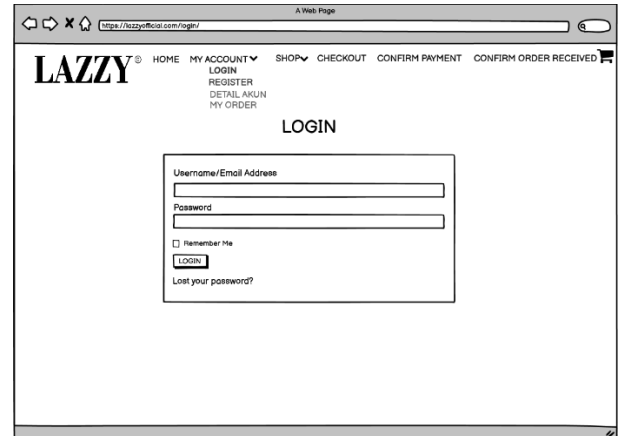 A Web Page
https://lazzyofficial.com/login/
LAZZY®
HOME MY ACCOUNT SHOP CHECKOUT CONFIRM PAYMENT CONFIRM ORDER RECEIVED
LOGIN
REGISTER
DETAIL AKUN
MY ORDER
LOGIN
Username/Email Address
Password
Remember Me
LOGIN
Lost your password?